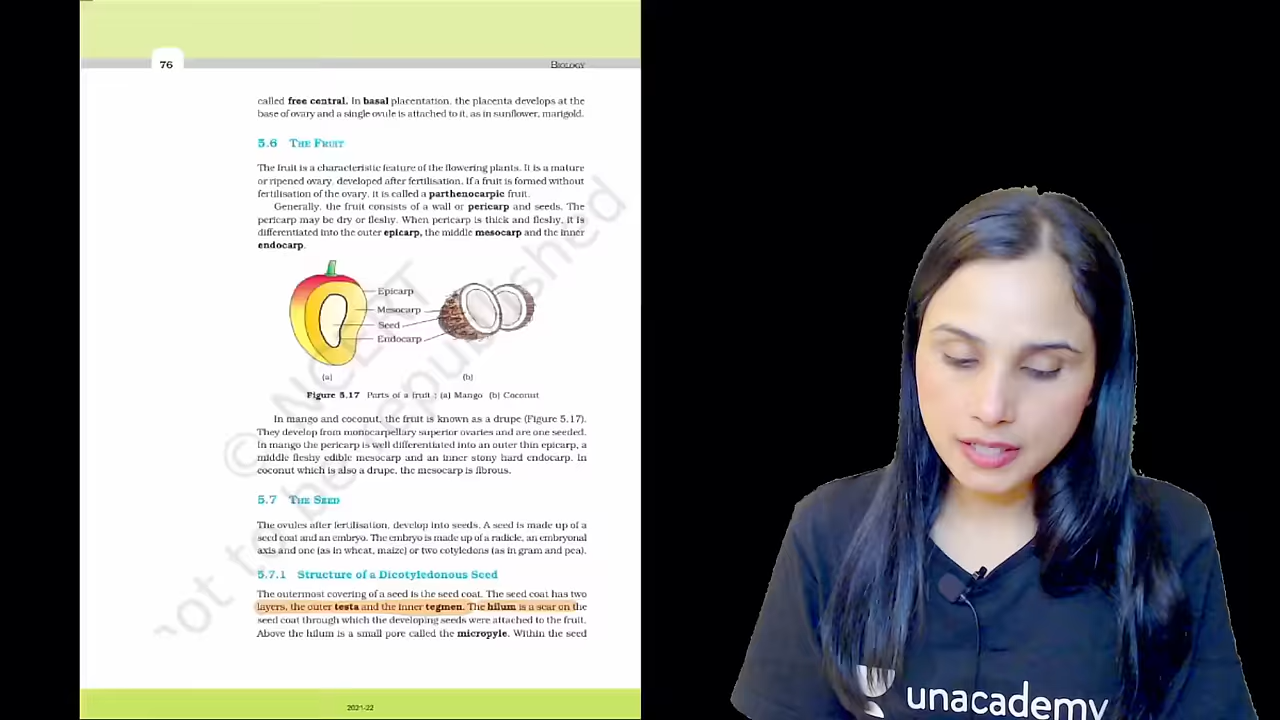 76
BIOLOGY
called free central. In basal placentation, the placenta develops at the
base of ovary and a single ovule is attached to it, as in sunflower, marigold.
5.6 THE FRUIT
The fruit is a characteristic feature of the flowering plants. It is a mature
or ripened ovary, developed after fertilisation. If a fruit is formed without
fertilisation of the ovary, it is called a parthenocarpic fruit.
Generally, the fruit consists of a wall or pericarp and seeds. The
pericarp may be dry or fleshy. When pericarp is thick and fleshy, it is
differentiated into the outer epicarp, the middle mesocarp and the inner
endocarp.
Epicarp
Mesocarp
Seed
Endocarp
(a)
(b)
Figure 5.17 Parts of a fruit : (a) Mango (b) Coconut
In mango and coconut, the fruit is known as a drupe (Figure 5.17).
They develop from monocarpellary superior ovaries and are one seeded.
In mango the pericarp is well differentiated into an outer thin epicarp, a
middle fleshy edible mesocarp and an inner stony hard endocarp. In
coconut which is also a drupe, the mesocarp is fibrous.
5.7 THE SEED
The ovules after fertilisation, develop into seeds. A seed is made up of a
seed coat and an embryo. The embryo is made up of a radicle, an embryonal
axis and one (as in wheat, maize) or two cotyledons (as in gram and pea).
5.7.1 Structure of a Dicotyledonous Seed
The outermost covering of a seed is the seed coat. The seed coat has two
layers, the outer testa and the inner tegmen. The hilum is a scar on the
seed coat through which the developing seeds were attached to the fruit.
Above the hilum is a small pore called the micropyle. Within the seed
2021-22
© NCERT
not to be republished
unacademy